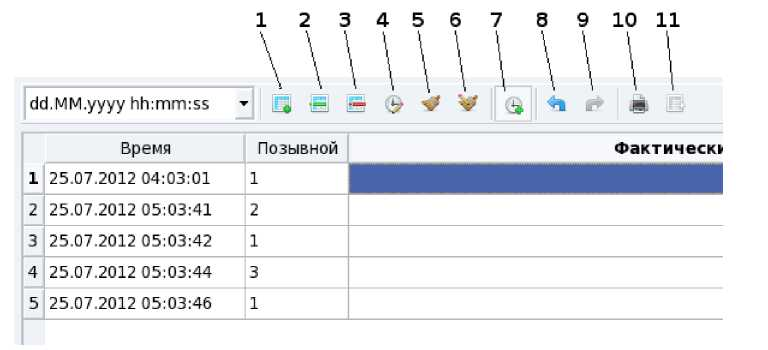 1 2 3 4 5 6 7 8 9 10 11
dd.MM.yyyy hh:mm:ss
Время Позывной Фактически
1 25.07.2012 04:03:01 1
2 25.07.2012 05:03:41 2
3 25.07.2012 05:03:42 1
4 25.07.2012 05:03:44 3
5 25.07.2012 05:03:46 1